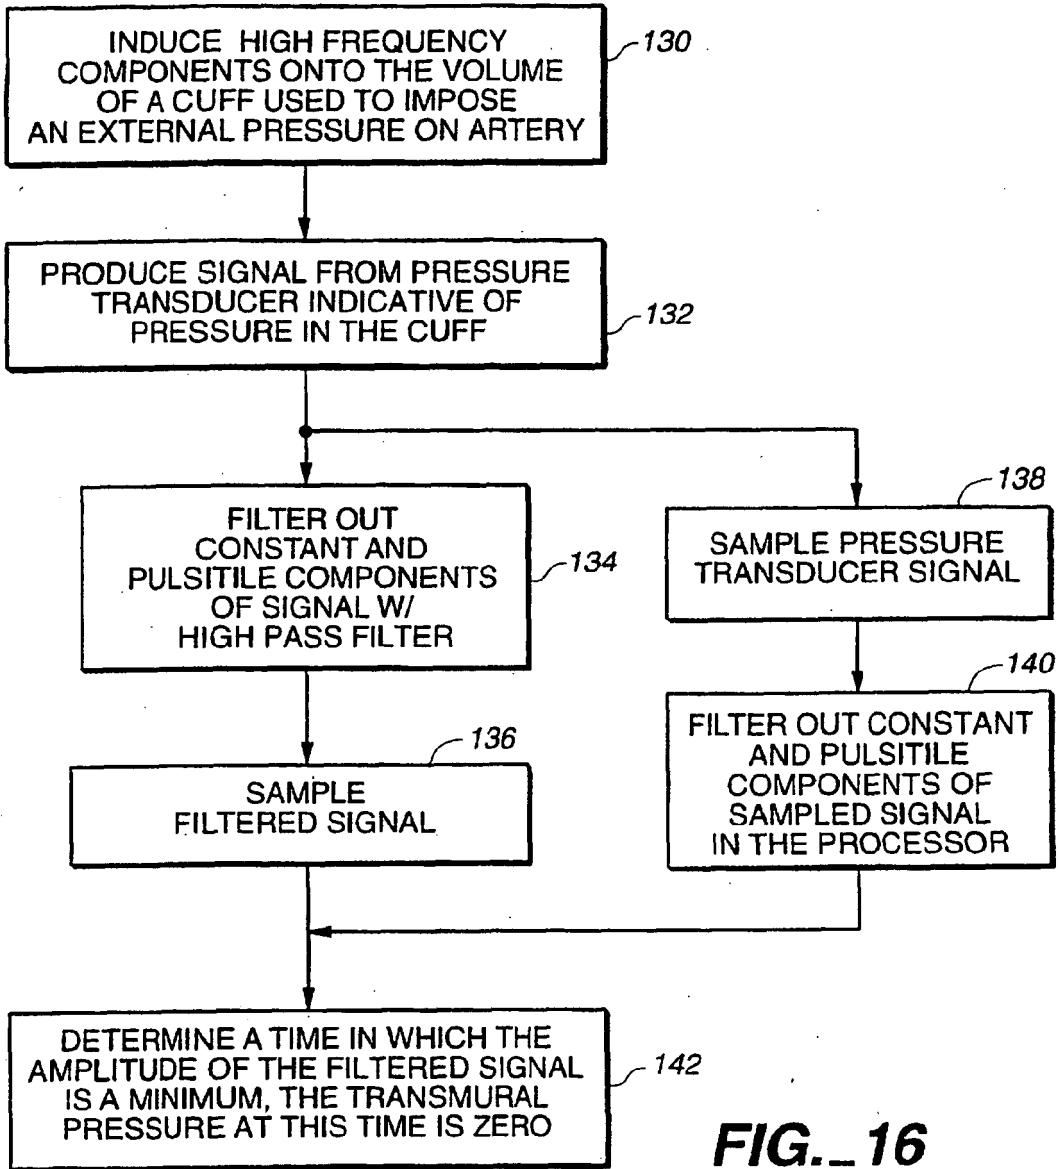 INDUCE HIGH FREQUENCY
COMPONENTS ONTO THE VOLUME
OF A CUFF USED TO IMPOSE
AN EXTERNAL PRESSURE ON ARTERY
130
PRODUCE SIGNAL FROM PRESSURE
TRANSDUCER INDICATIVE OF
PRESSURE IN THE CUFF
132
FILTER OUT
CONSTANT AND
PULSITILE COMPONENTS
OF SIGNAL W/
HIGH PASS FILTER
134
SAMPLE
FILTERED SIGNAL
136
138
SAMPLE PRESSURE
TRANSDUCER SIGNAL
140
FILTER OUT CONSTANT
AND PULSITILE
COMPONENTS OF
SAMPLED SIGNAL
IN THE PROCESSOR
DETERMINE A TIME IN WHICH THE
AMPLITUDE OF THE FILTERED SIGNAL
IS A MINIMUM, THE TRANSMURAL
PRESSURE AT THIS TIME IS ZERO
142
FIG._16